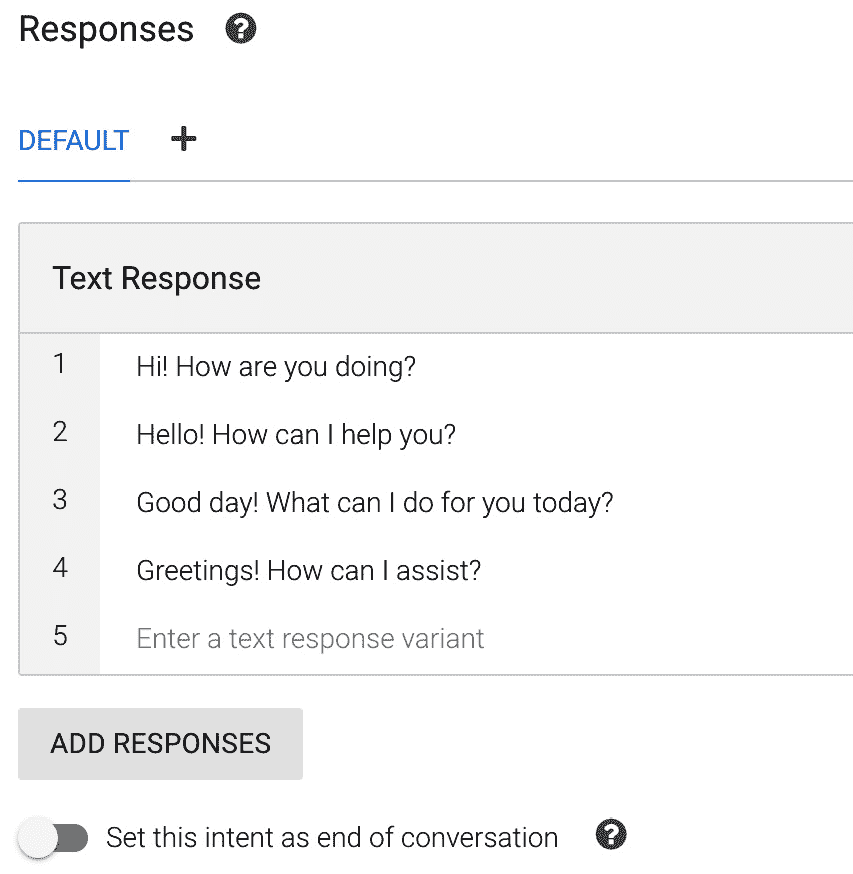 Responses
DEFAULT +
Text Response
1 Hi! How are you doing?
2 Hello! How can I help you?
3 Good day! What can I do for you today?
4 Greetings! How can I assist?
5 Enter a text response variant
ADD RESPONSES
Set this intent as end of conversation